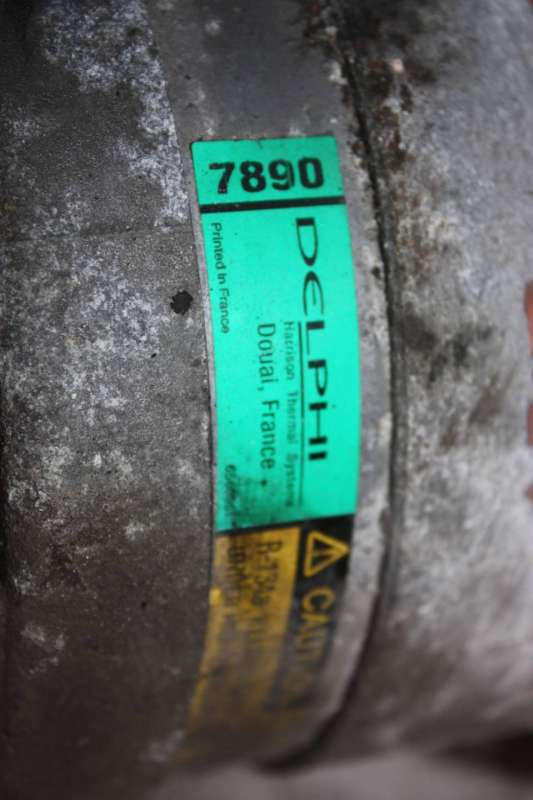 7890
DELPHI
Harrison Thermal Systems
Douai, France
Printed In France
CAUTION
R-134a